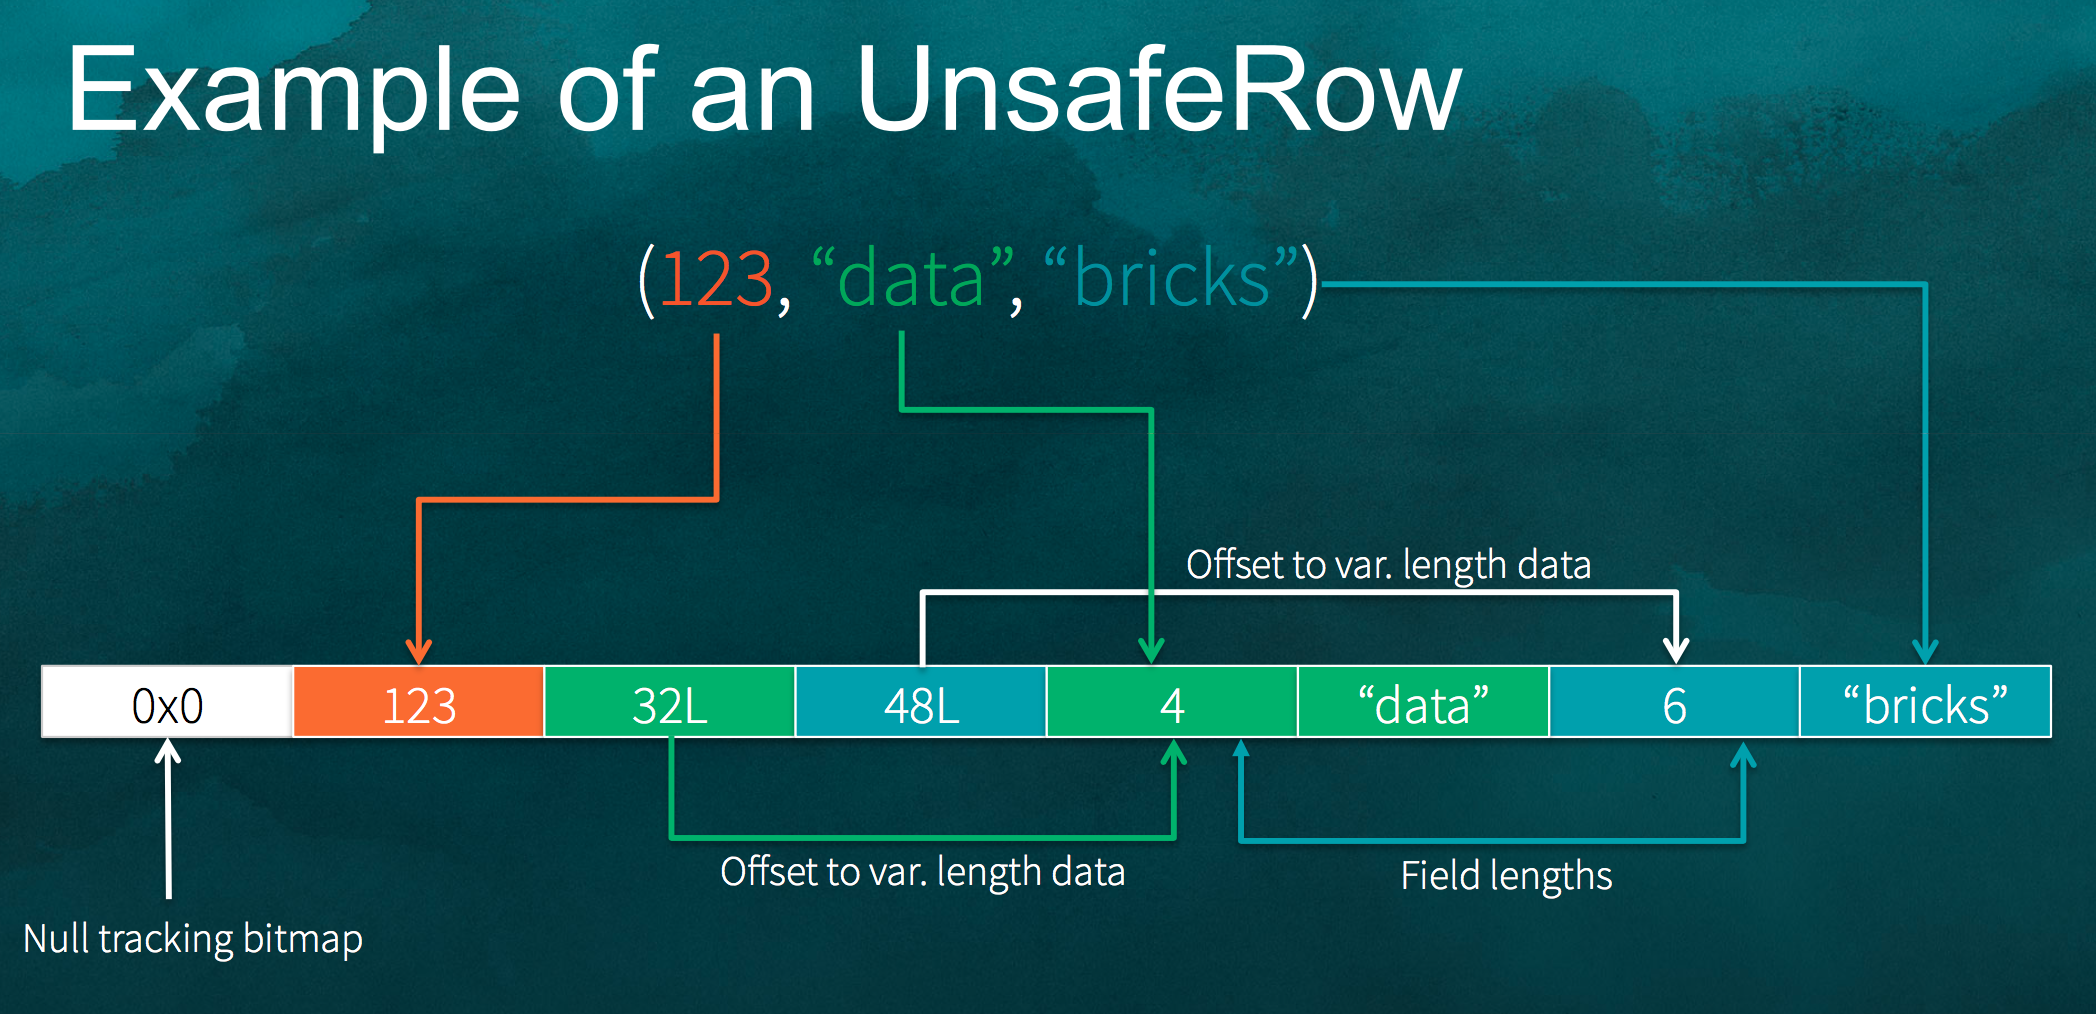 Example of an UnsafeRow
(123, “data”, “bricks”)
Offset to var. length data
0x0 123 32L 48L 4 “data” 6 “bricks”
Offset to var. length data
Field lengths
Null tracking bitmap